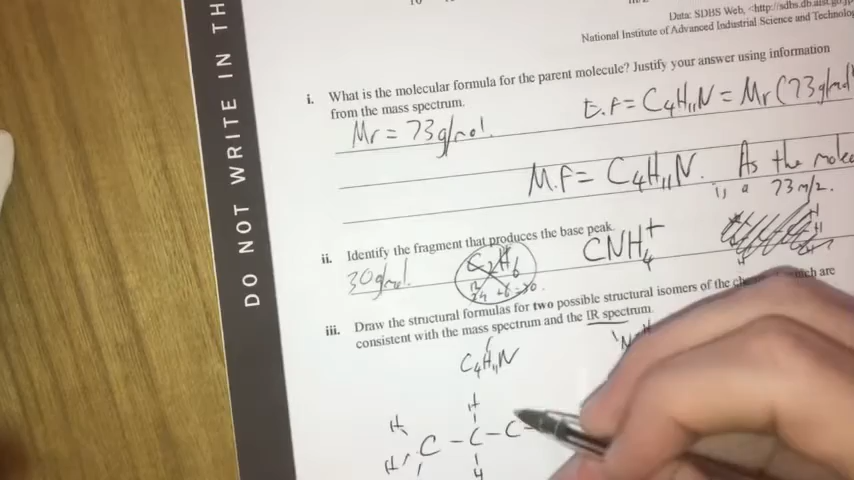 Data: SDBS Web, <http://sdbs.db.aist.go.jp
National Institute of Advanced Industrial Science and Technolo
DO NOT WRITE IN TH
i. What is the molecular formula for the parent molecule? Justify your answer using information
from the mass spectrum.
E.F = C4H11N = Mr (73g/mol)
Mr = 73g/mol.
M.F = C4H11N. As the mole
is a 73 m/z.
ii. Identify the fragment that produces the base peak.
30g/mol. C2H6 CNH4+
iii. Draw the structural formulas for two possible structural isomers of the which are
consistent with the mass spectrum and the IR spectrum.
C4H11N
H H
C - C - C -
H H